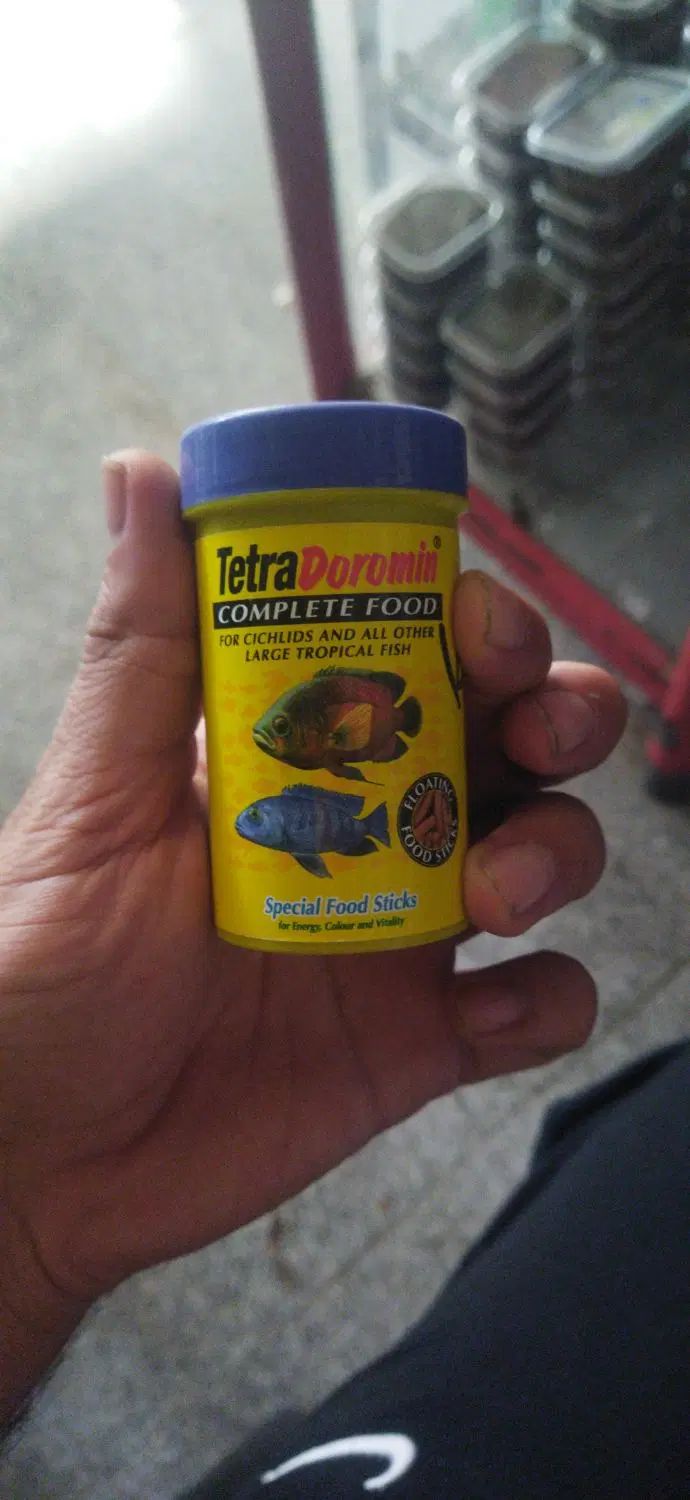 TetraDoromin®
COMPLETE FOOD
FOR CICHLIDS AND ALL OTHER
LARGE TROPICAL FISH
FLOATING
FOOD STICKS
Special Food Sticks
for Energy, Colour and Vitality